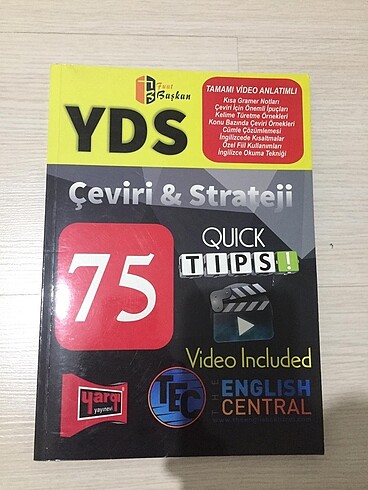 Fuat
Başkan
YDS
TAMAMI VİDEO ANLATIMLI
Kısa Gramer Notları
Çeviri İçin Önemli İpuçları
Kelime Türetme Örnekleri
Konu Bazında Çeviri Örnekleri
Cümle Çözümlemesi
İngilizcede Kısaltmalar
Özel Fiil Kullanımları
İngilizce Okuma Tekniği
Çeviri & Strateji
75
QUICK
TIPS!
Video Included
yargı
yayınevi
TEC
THE
ENGLISH
CENTRAL